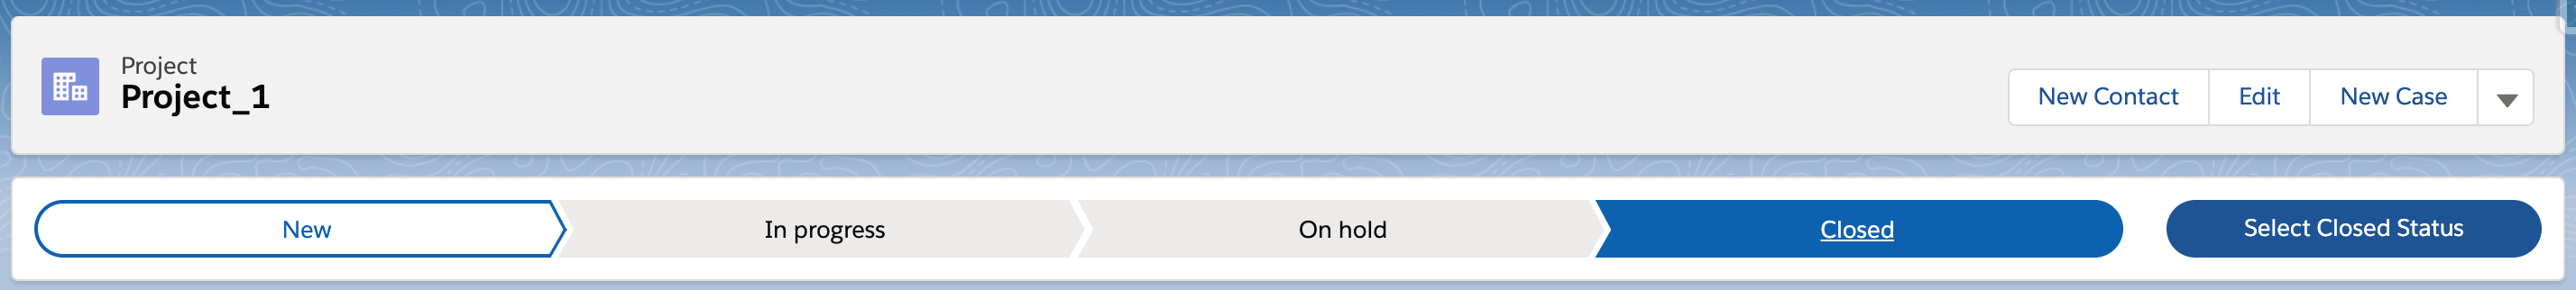 Project
Project_1
New Contact
Edit
New Case
New
In progress
On hold
Closed
Select Closed Status